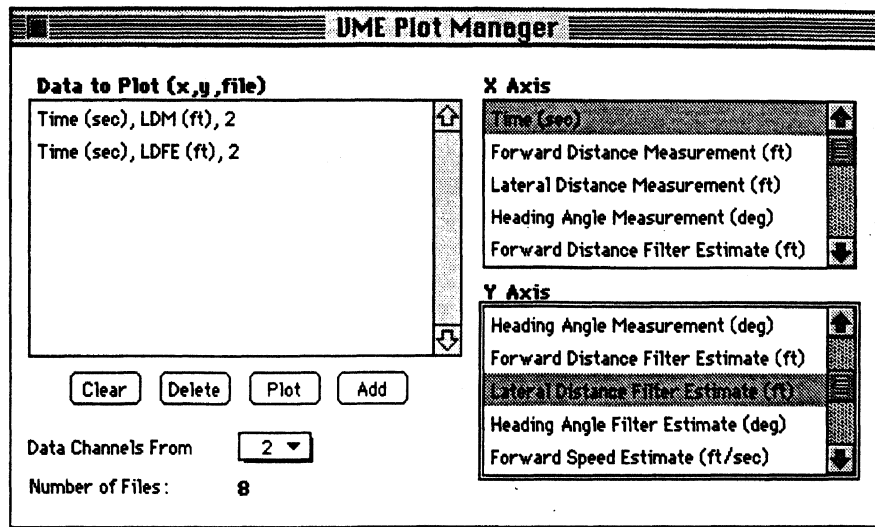 VME Plot Manager
Data to Plot (x,y,file)
Time (sec), LDM (ft), 2
Time (sec), LDFE (ft), 2
Clear
Delete
Plot
Add
Data Channels From 2
Number of Files: 8
X Axis
Time (sec)
Forward Distance Measurement (ft)
Lateral Distance Measurement (ft)
Heading Angle Measurement (deg)
Forward Distance Filter Estimate (ft)
Y Axis
Heading Angle Measurement (deg)
Forward Distance Filter Estimate (ft)
Lateral Distance Filter Estimate (ft)
Heading Angle Filter Estimate (deg)
Forward Speed Estimate (ft/sec)